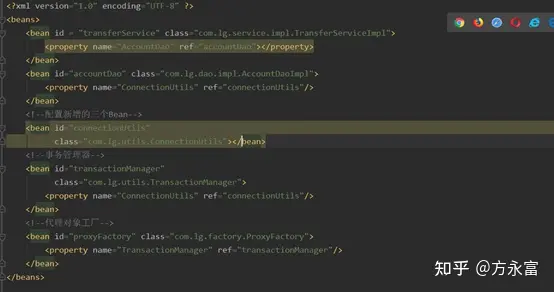 <?xml version="1.0" encoding="UTF-8" ?>
<beans>
<bean id = "transferService" class="com.lg.service.impl.TransferServiceImpl">
<property name="AccountDao" ref="accountDao"></property>
</bean>
<bean id="accountDao" class="com.lg.dao.impl.AccountDaoImpl">
<property name="ConnectionUtils" ref="connectionUtils"/>
</bean>
<!--配置新增的三个Bean-->
<bean id="connectionUtils"
class="com.lg.utils.ConnectionUtils"></bean>
<!--事务管理器-->
<bean id="transactionManager"
class="com.lg.utils.TransactionManager">
<property name="ConnectionUtils" ref="connectionUtils"/>
</bean>
<!--代理对象工厂-->
<bean id="proxyFactory" class="com.lg.factory.ProxyFactory">
<property name="TransactionManager" ref="transactionManager"/>
</bean>
</beans>
知乎 @方永富